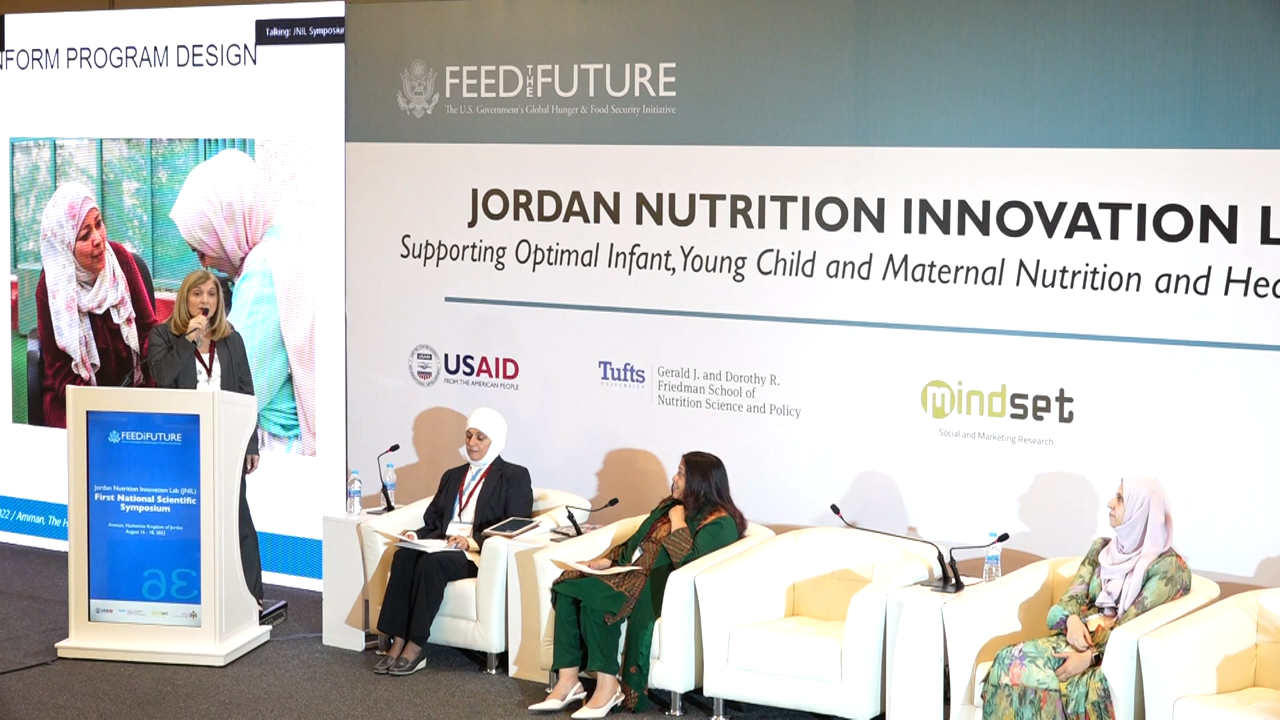 NFORM PROGRAM DESIGN
Talking: JNIL Symposiu
FEED THE FUTURE
The U.S. Government's Global Hunger & Food Security Initiative
JORDAN NUTRITION INNOVATION L
Supporting Optimal Infant, Young Child and Maternal Nutrition and Hea
USAID
FROM THE AMERICAN PEOPLE
Tufts
UNIVERSITY
Gerald J. and Dorothy R.
Friedman School of
Nutrition Science and Policy
mindset
Social and Marketing Research
FEED THE FUTURE
Jordan Nutrition Innovation Lab (JNIL)
First National Scientific
Symposium
Amman, Hashemite Kingdom of Jordan
August 16 - 18, 2022
USAID
mindset
022 / Amman, The H